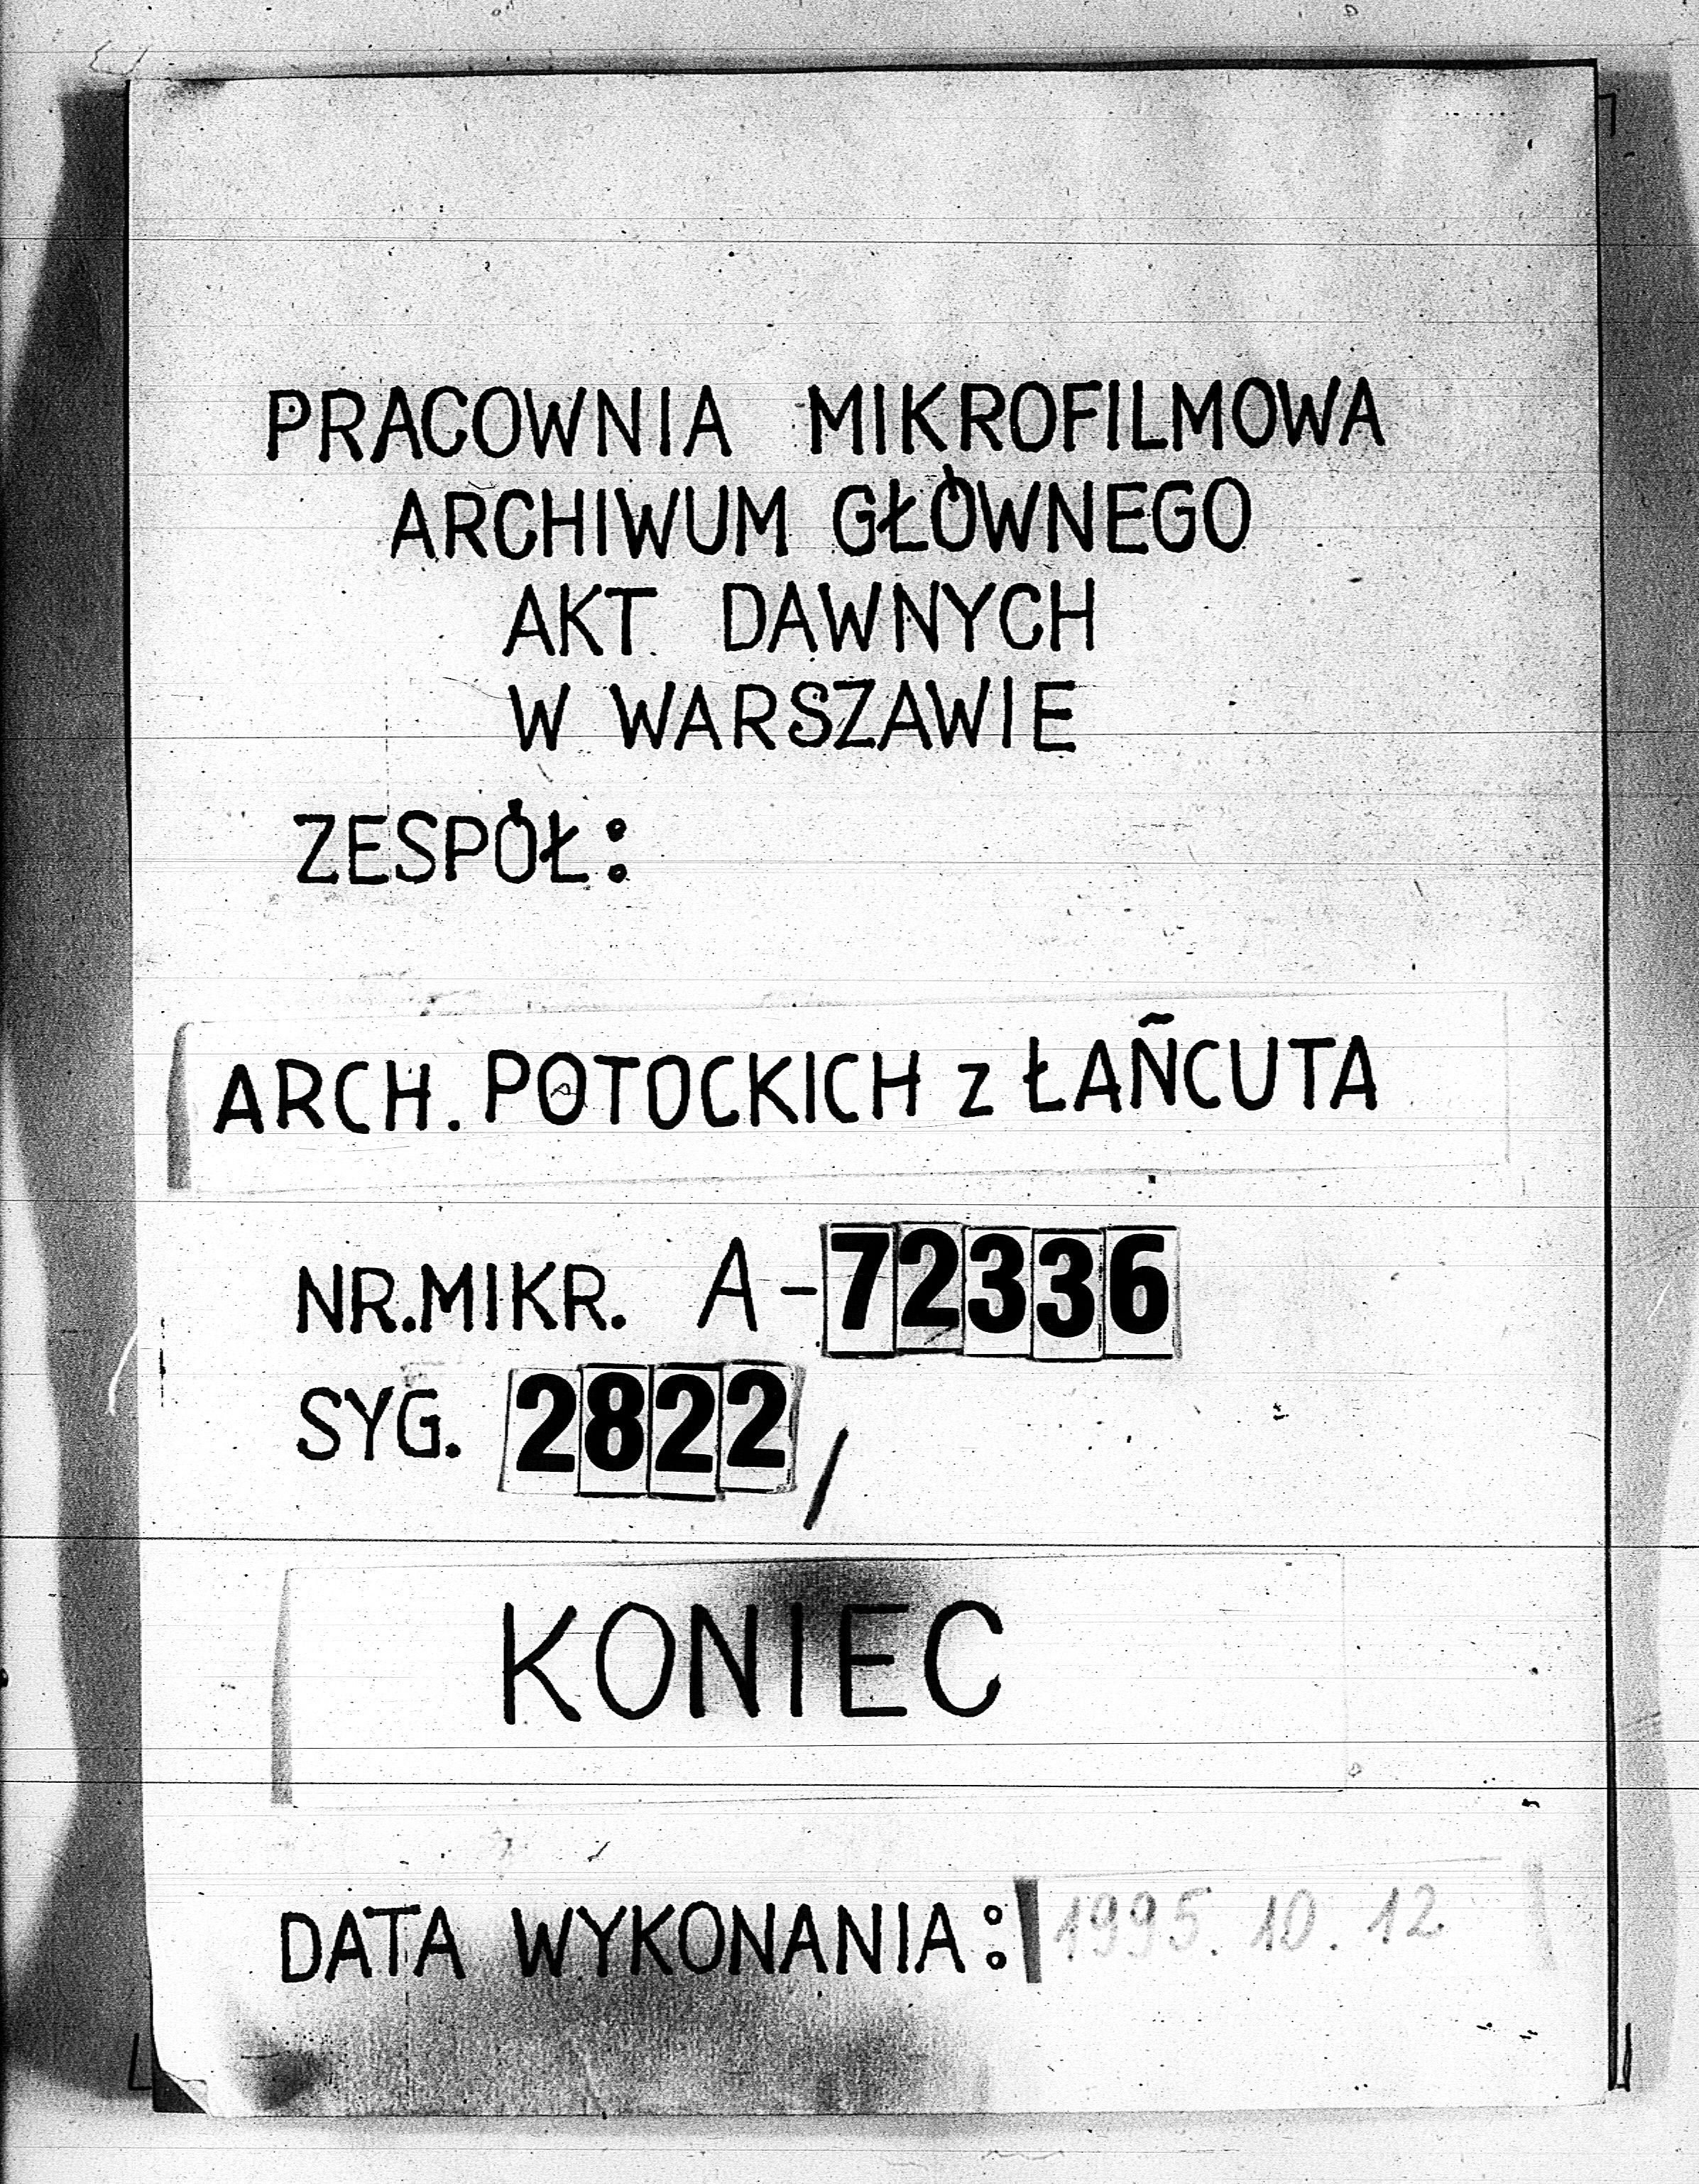 PRACOWNIA MIKROFILMOWA
ARCHIWUM GŁÓWNEGO
AKT DAWNYCH
W WARSZAWIE
ZESPÓŁ:
ARCH. POTOCKICH z ŁAŃCUTA
NR.MIKR. A-72336
SYG. 2822/
KONIEC
DATA WYKONANIA: 1995. 10. 12